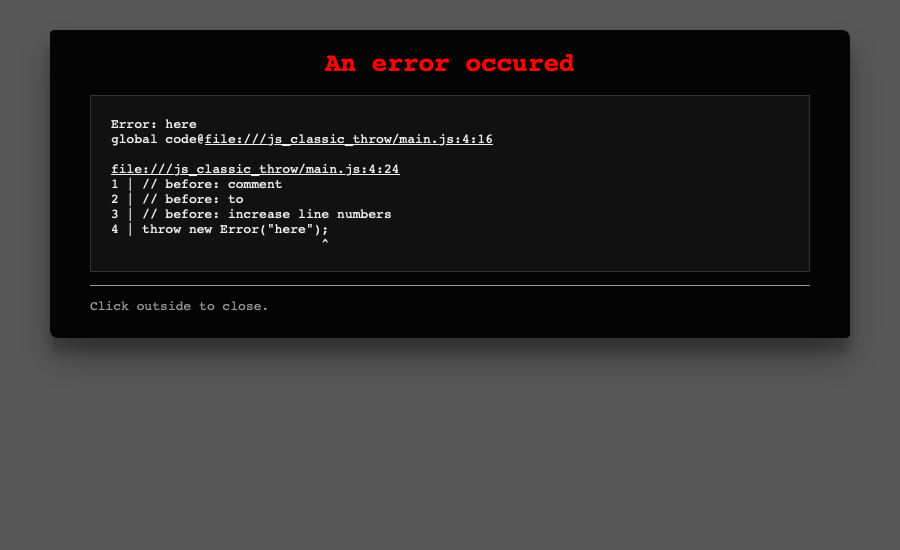 An error occured
Error: here
global code@file:///js_classic_throw/main.js:4:16
file:///js_classic_throw/main.js:4:24
1 | // before: comment
2 | // before: to
3 | // before: increase line numbers
4 | throw new Error("here");
^
Click outside to close.